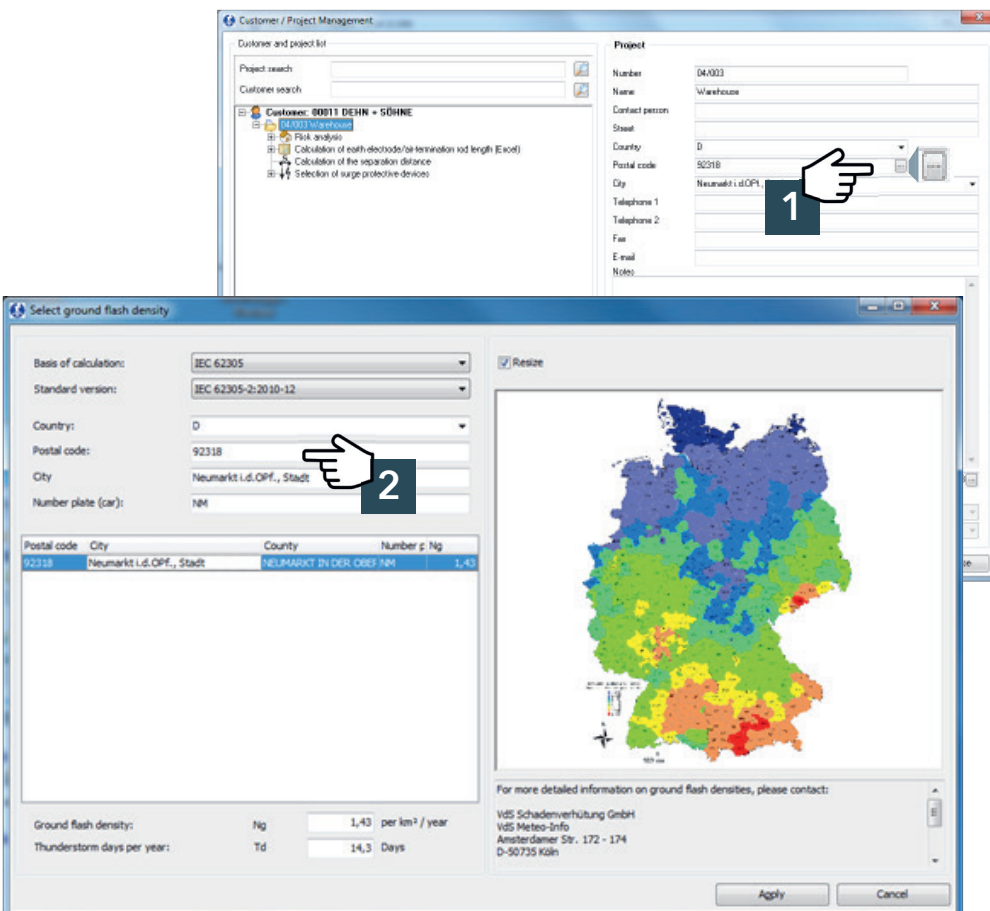 Customer / Project Management
Customer and project list
Project search
Customer search
Customer: 00011 DEHN + SÖHNE
04/003 Warehouse
Risk analysis
Calculation of earth electrode/air-termination rod length (Excel)
Calculation of the separation distance
Selection of surge protective devices
Project
Number 04/003
Name Warehouse
Contact person
Street
Country D
Postal code 92318
City Neumarkt i.d.OPf.,
Telephone 1
Telephone 2
Fax
E-mail
Notes
1
Select ground flash density
Basis of calculation: IEC 62305
Standard version: IEC 62305-2:2010-12
Country: D
Postal code: 92318
City Neumarkt i.d.OPf., Stadt
Number plate (car): NM
2
Postal code City County Number p Ng
92318 Neumarkt i.d.OPf., Stadt NEUMARKT IN DER OBEF NM 1,43
Ground flash density: Ng 1,43 per km² / year
Thunderstorm days per year: Td 14,3 Days
Resize
For more detailed information on ground flash densities, please contact:
VdS Schadenverhütung GmbH
VdS Meteo-Info
Amsterdamer Str. 172 - 174
D-50735 Köln
Apply Cancel